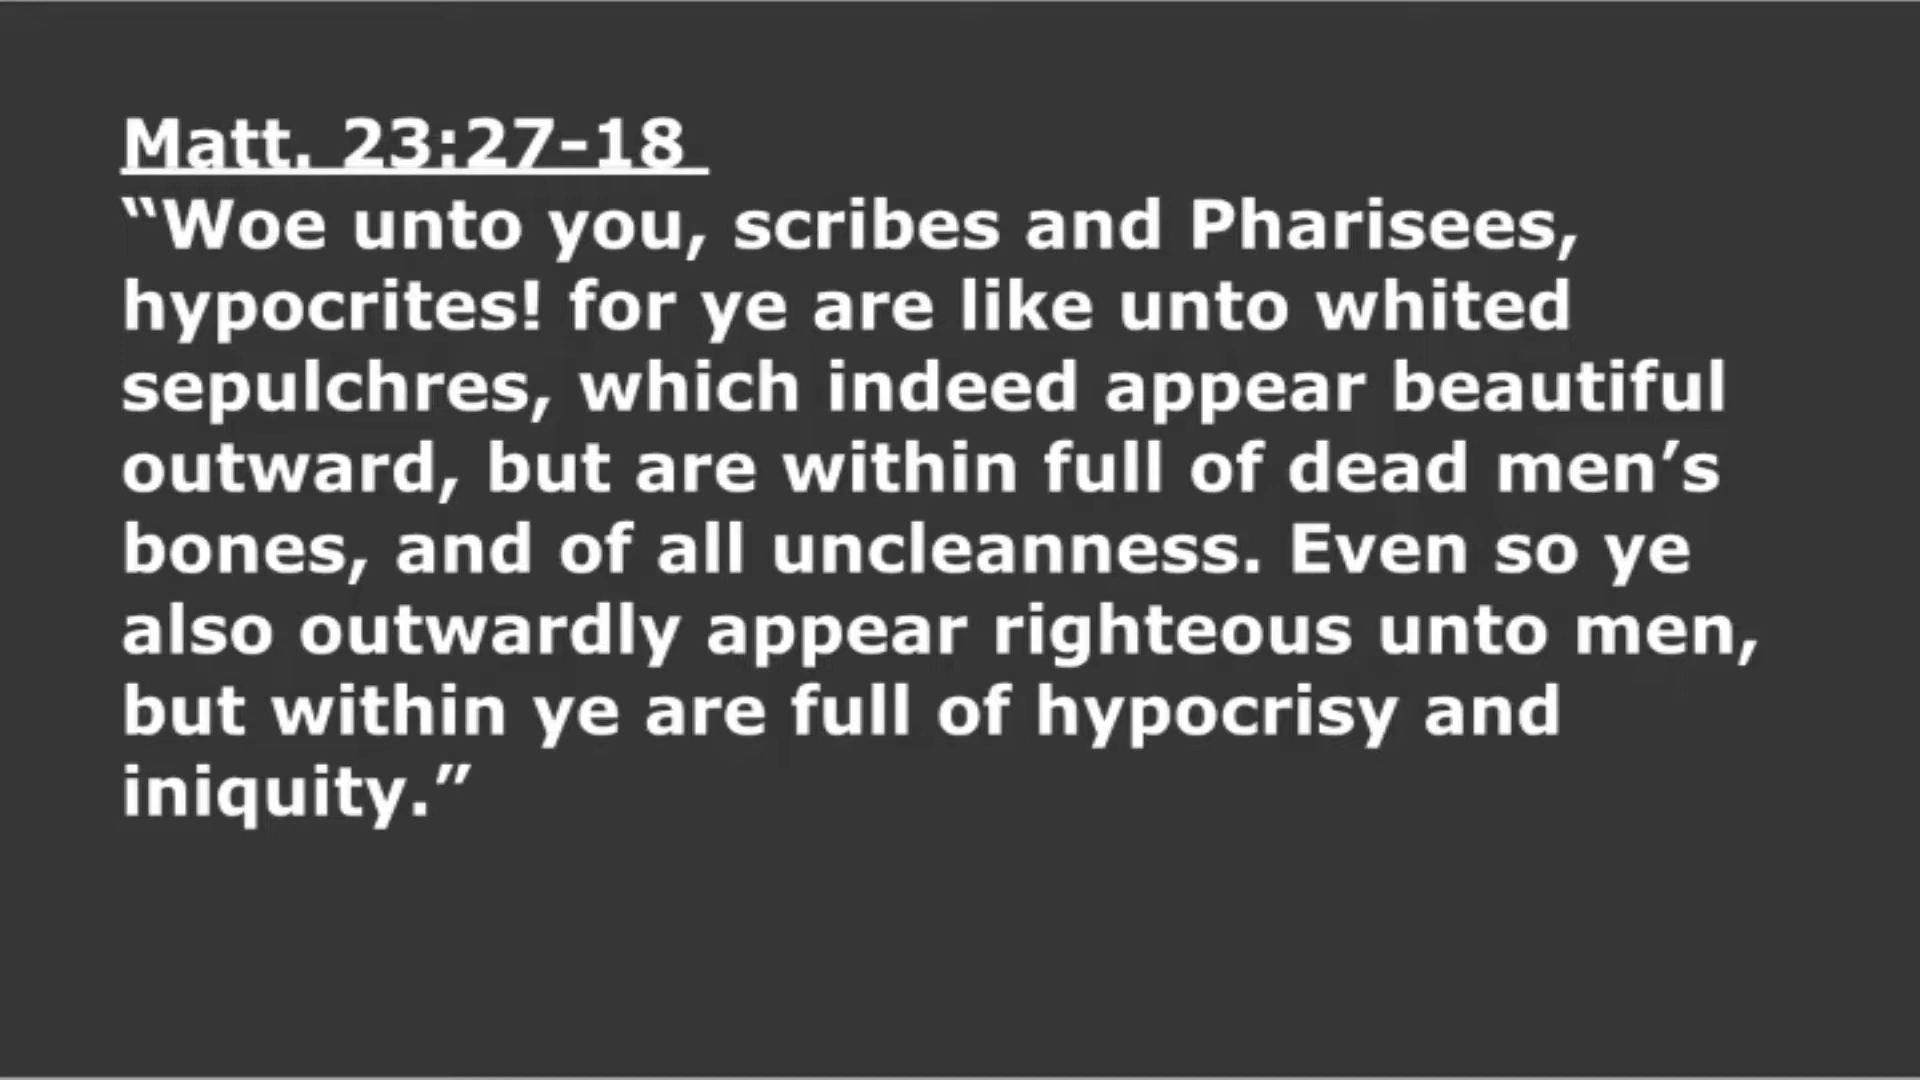 Matt. 23:27-18
“Woe unto you, scribes and Pharisees,
hypocrites! for ye are like unto whited
sepulchres, which indeed appear beautiful
outward, but are within full of dead men’s
bones, and of all uncleanness. Even so ye
also outwardly appear righteous unto men,
but within ye are full of hypocrisy and
iniquity.”